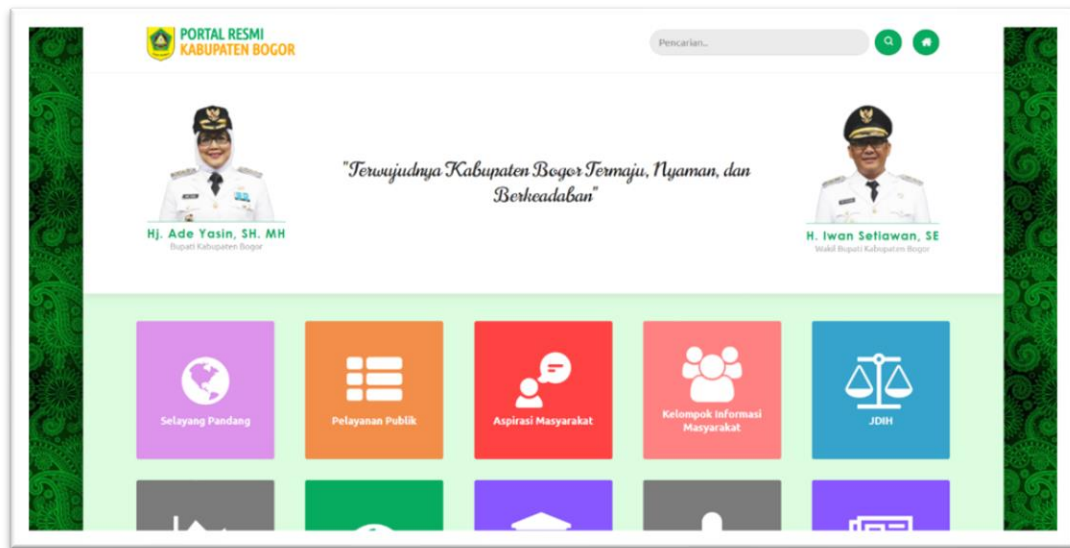 PORTAL RESMI
KABUPATEN BOGOR
Pencarian..
"Terwujudnya Kabupaten Bogor Termaju, Nyaman, dan
Berkeadaban"
Hj. Ade Yasin, SH. MH
Bupati Kabupaten Bogor
H. Iwan Setiawan, SE
Wakil Bupati Kabupaten Bogor
Selayang Pandang
Pelayanan Publik
Aspirasi Masyarakat
Kelompok Informasi
Masyarakat
JDIH